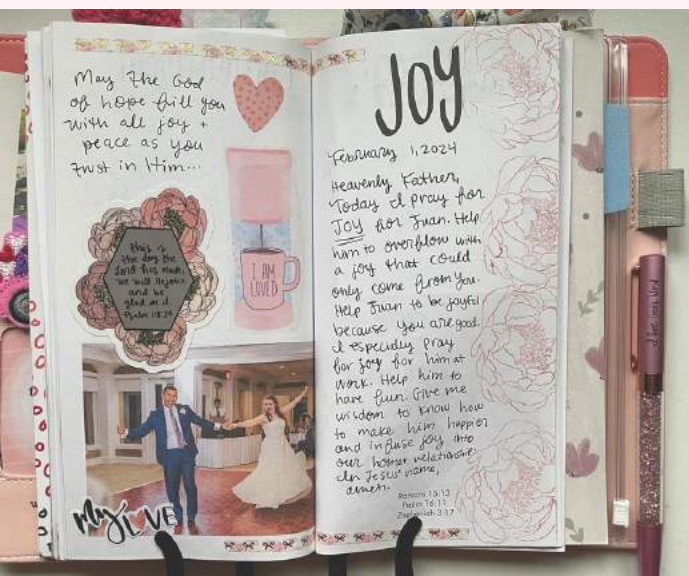 May The God
of hope fill you
with all joy +
peace as you
trust in Him...
this is
the day the
Lord has made,
we will rejoice
and be
glad in it.
Psalm 118:24
I AM
LOVED
My LOVE
JOY
February 1, 2024
Heavenly Father,
Today I pray for
JOY for Juan. Help
him to overflow with
a joy that could
only come from you.
Help Juan to be joyful
because you are good.
I especially pray
for joy for him at
work. Help him to
have fun. Give me
wisdom to know how
to make him happier
and infuse joy into
our home relationship
In Jesus' name,
amen.
Romans 15:13
Psalm 16:11
Zephaniah 3:17